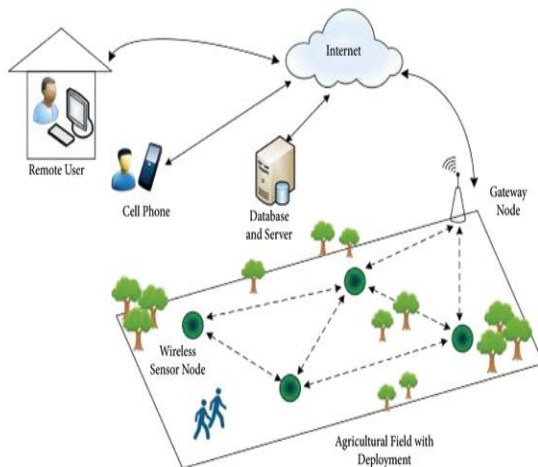 Internet
Remote User
Cell Phone
Database
and Server
Gateway
Node
Wireless
Sensor Node
Agricultural Field with
Deployment